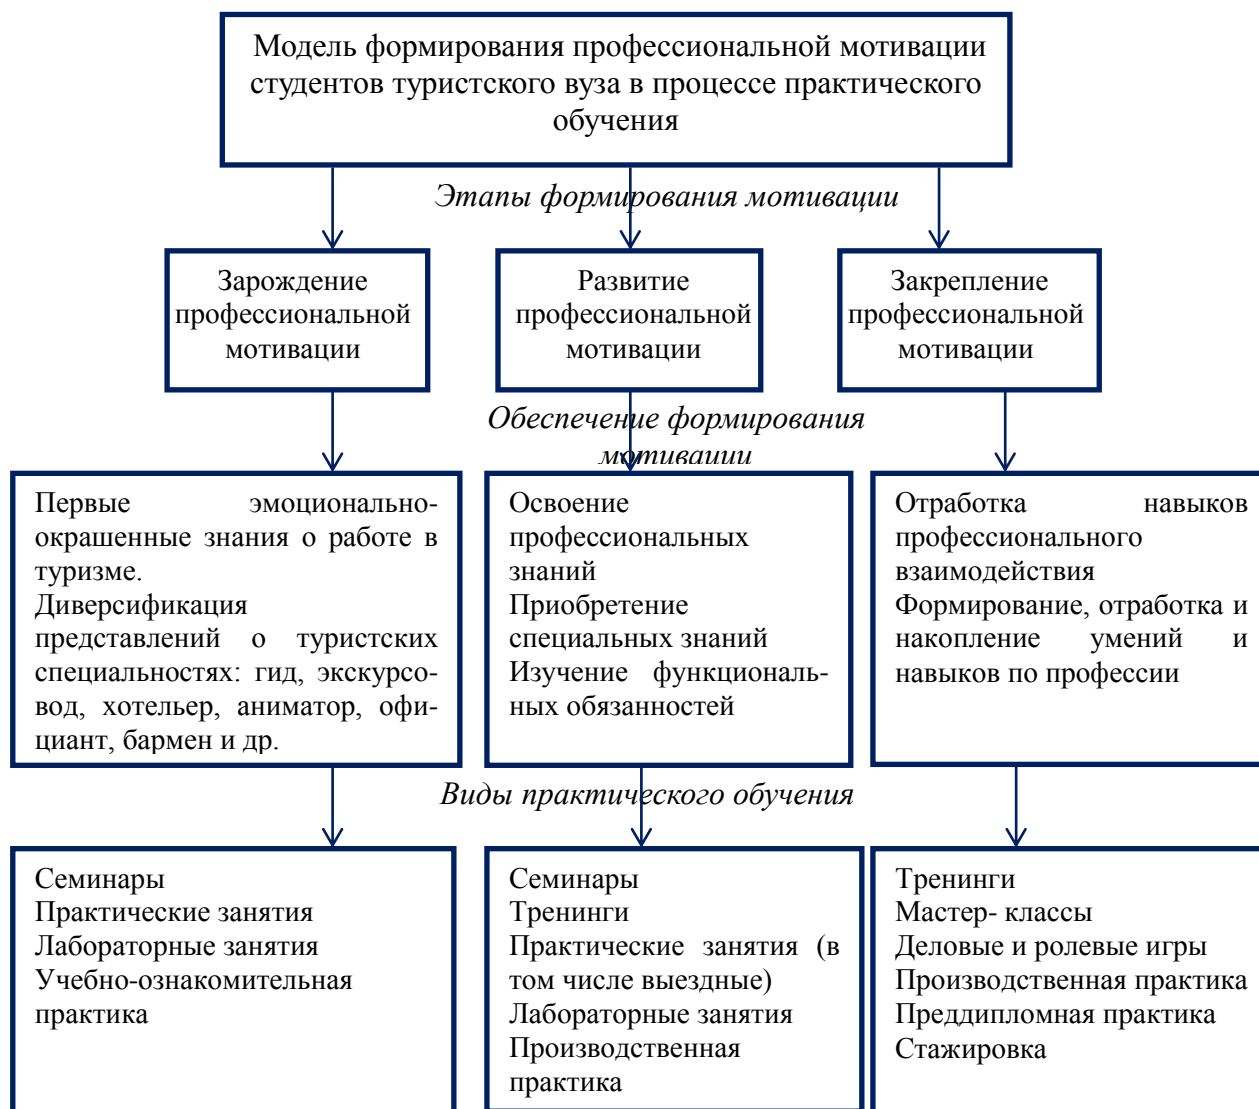 Модель формирования профессиональной мотивации
студентов туристского вуза в процессе практического
обучения
Этапы формирования мотивации
Зарождение
профессиональной
мотивации
Развитие
профессиональной
мотивации
Закрепление
профессиональной
мотивации
Обеспечение формирования
мотивации
Первые эмоционально-
окрашенные знания о работе в
туризме.
Диверсификация
представлений о туристских
специальностях: гид, экскурсо-
вод, хотельер, аниматор, офи-
циант, бармен и др.
Освоение
профессиональных
знаний
Приобретение
специальных знаний
Изучение функциональ-
ных обязанностей
Отработка навыков
профессионального
взаимодействия
Формирование, отработка и
накопление умений и
навыков по профессии
Виды практического обучения
Семинары
Практические занятия
Лабораторные занятия
Учебно-ознакомительная
практика
Семинары
Тренинги
Практические занятия (в
том числе выездные)
Лабораторные занятия
Производственная
практика
Тренинги
Мастер- классы
Деловые и ролевые игры
Производственная практика
Преддипломная практика
Стажировка